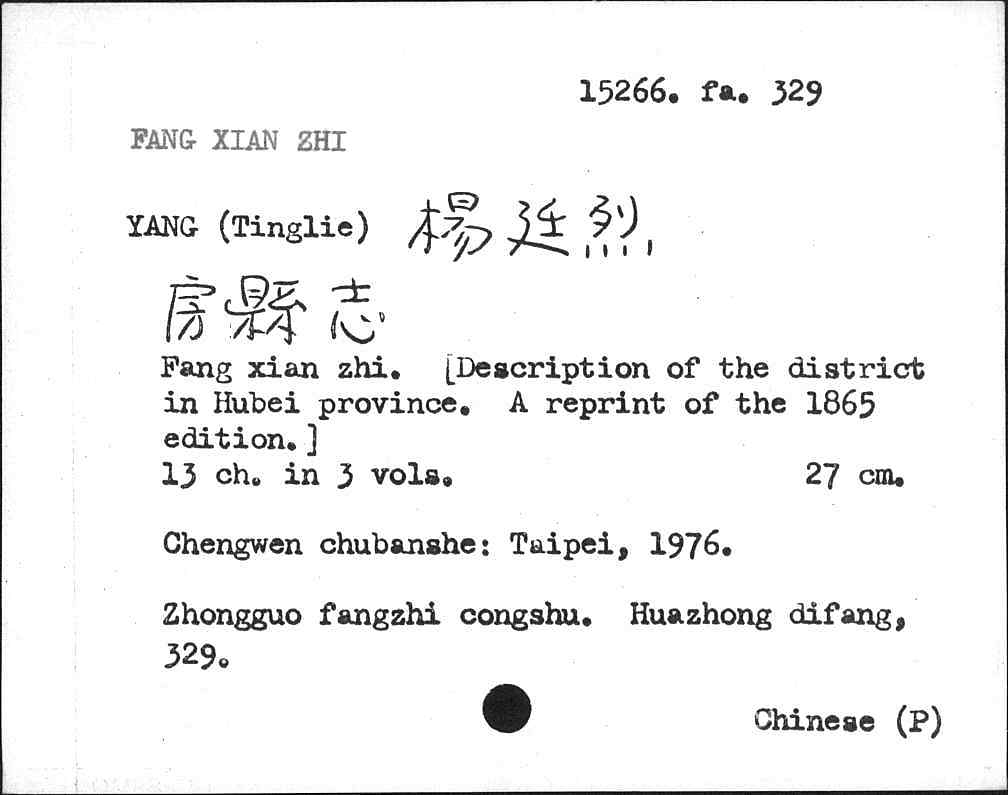 15266. fa. 329
FANG XIAN ZHI
YANG (Tinglie) 楊廷烈
房縣志
Fang xian zhi. [Description of the district
in Hubei province. A reprint of the 1865
edition.]
13 ch. in 3 vols. 27 cm.
Chengwen chubanshe: Taipei, 1976.
Zhongguo fangzhi congshu. Huazhong difang,
329.
Chinese (P)